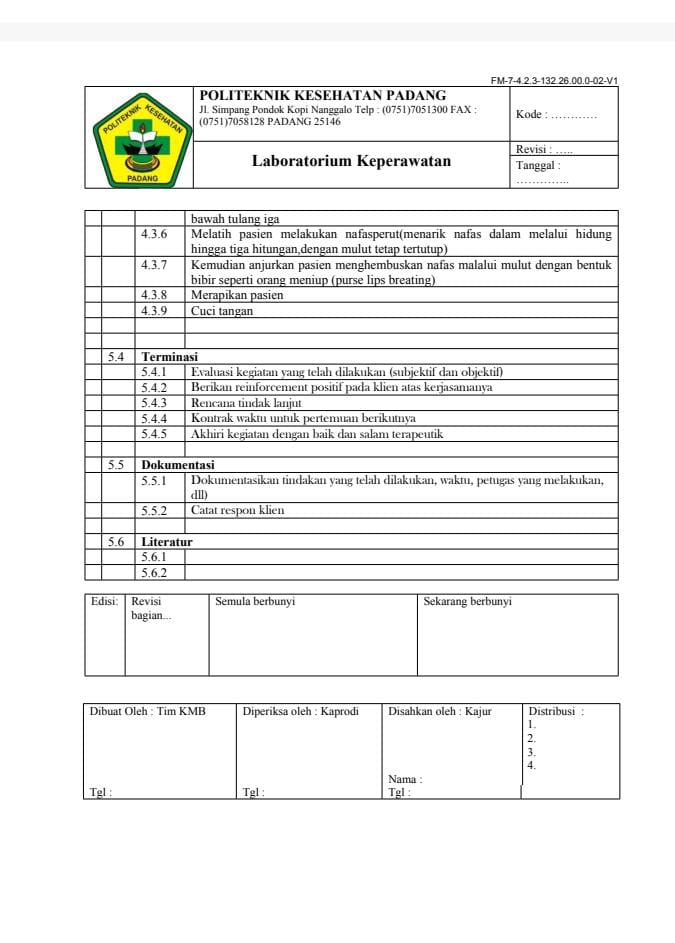 FM-7-4.2.3-132.26.00.0-02-V1
POLITEKNIK KESEHATAN
PADANG
POLITEKNIK KESEHATAN PADANG
Jl. Simpang Pondok Kopi Nanggalo Telp : (0751)7051300 FAX :
(0751)7058128 PADANG 25146
Kode : …………
Laboratorium Keperawatan
Revisi : …..
Tanggal :
…………..
bawah tulang iga
4.3.6 Melatih pasien melakukan nafasperut(menarik nafas dalam melalui hidung
hingga tiga hitungan,dengan mulut tetap tertutup)
4.3.7 Kemudian anjurkan pasien menghembuskan nafas malalui mulut dengan bentuk
bibir seperti orang meniup (purse lips breating)
4.3.8 Merapikan pasien
4.3.9 Cuci tangan
5.4 Terminasi
5.4.1 Evaluasi kegiatan yang telah dilakukan (subjektif dan objektif)
5.4.2 Berikan reinforcement positif pada klien atas kerjasamanya
5.4.3 Rencana tindak lanjut
5.4.4 Kontrak waktu untuk pertemuan berikutnya
5.4.5 Akhiri kegiatan dengan baik dan salam terapeutik
5.5 Dokumentasi
5.5.1 Dokumentasikan tindakan yang telah dilakukan, waktu, petugas yang melakukan,
dll)
5.5.2 Catat respon klien
5.6 Literatur
5.6.1
5.6.2
Edisi: Revisi Semula berbunyi Sekarang berbunyi
bagian...
Dibuat Oleh : Tim KMB Diperiksa oleh : Kaprodi Disahkan oleh : Kajur Distribusi :
1.
2.
3.
4.
Nama :
Tgl : Tgl : Tgl :